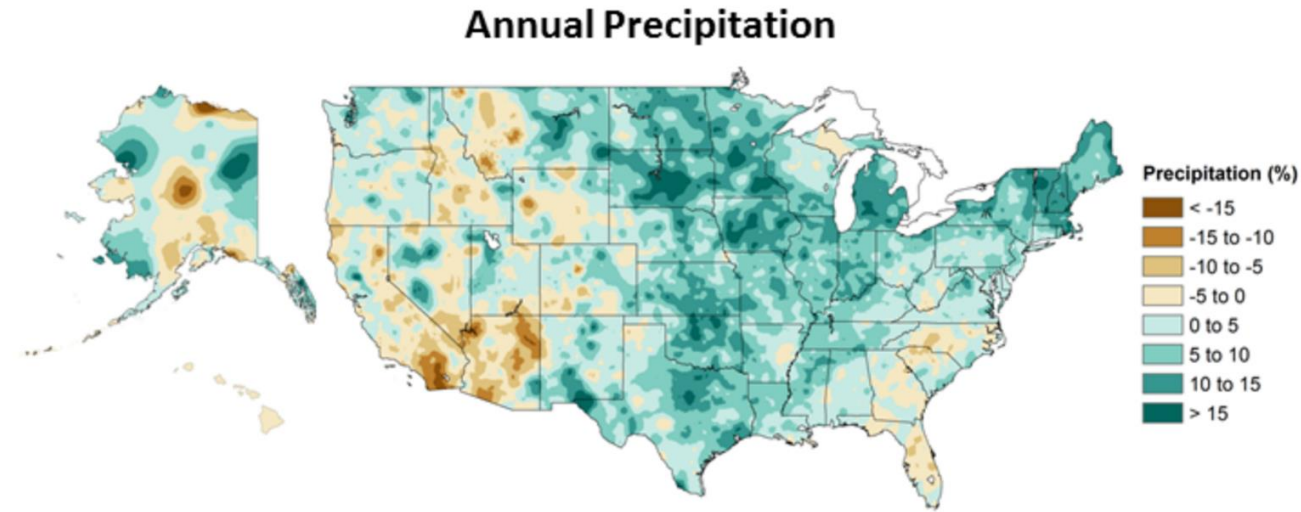 Annual Precipitation
Precipitation (%)
< -15
-15 to -10
-10 to -5
-5 to 0
0 to 5
5 to 10
10 to 15
> 15